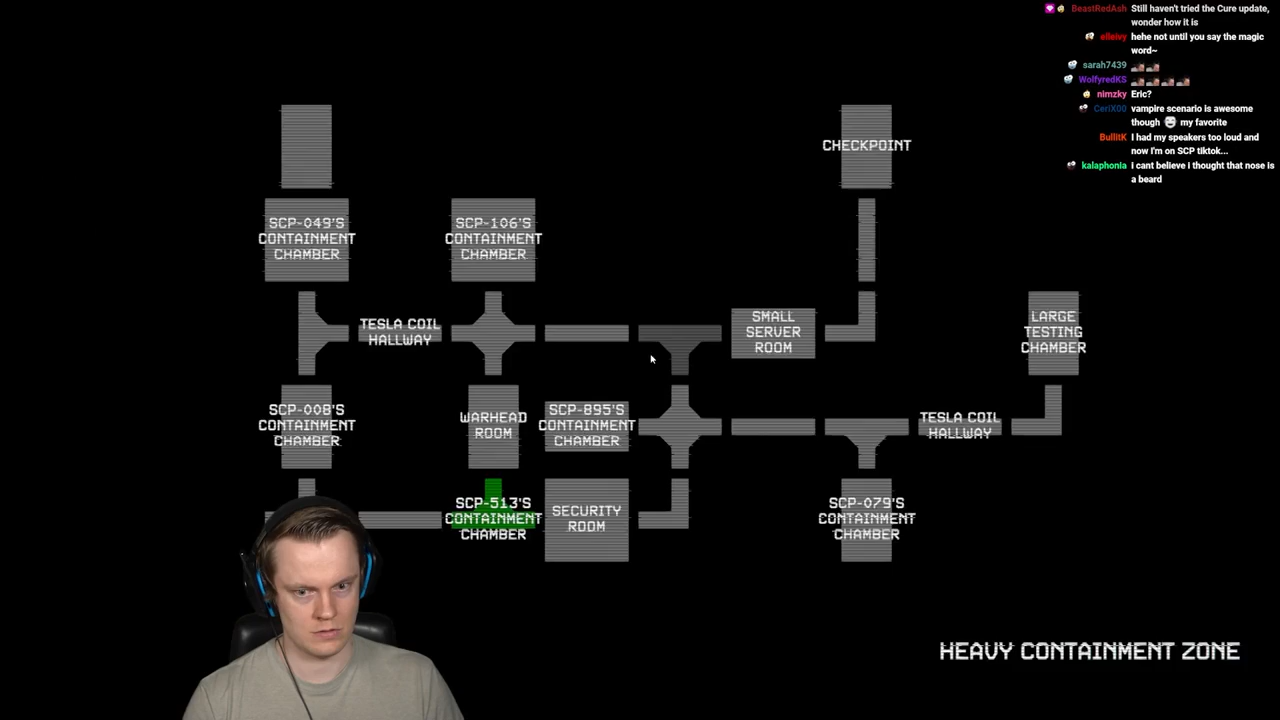 BeastRedAsh Still haven't tried the Cure update,
wonder how it is
elleivy hehe not until you say the magic
word~
sarah7439
WolfyredKS
nimzky Eric?
CeriX00 vampire scenario is awesome
though my favorite
BullitK I had my speakers too loud and
now I'm on SCP tiktok...
kalaphonia i cant believe i thought that nose is
a beard
CHECKPOINT
SCP-049'S
CONTAINMENT
CHAMBER
SCP-106'S
CONTAINMENT
CHAMBER
TESLA COIL
HALLWAY
SMALL
SERVER
ROOM
LARGE
TESTING
CHAMBER
SCP-008'S
CONTAINMENT
CHAMBER
WARHEAD
ROOM
SCP-895'S
CONTAINMENT
CHAMBER
TESLA COIL
HALLWAY
SCP-513'S
CONTAINMENT
CHAMBER
SECURITY
ROOM
SCP-079'S
CONTAINMENT
CHAMBER
HEAVY CONTAINMENT ZONE